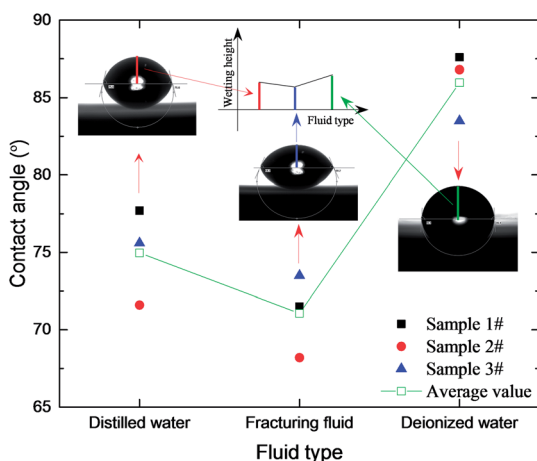 90
85
80
75
70
65
Contact angle (°)
Wetting height
Fluid type
Sample 1#
Sample 2#
Sample 3#
Average value
Distilled water
Fracturing fluid
Deionized water
Fluid type